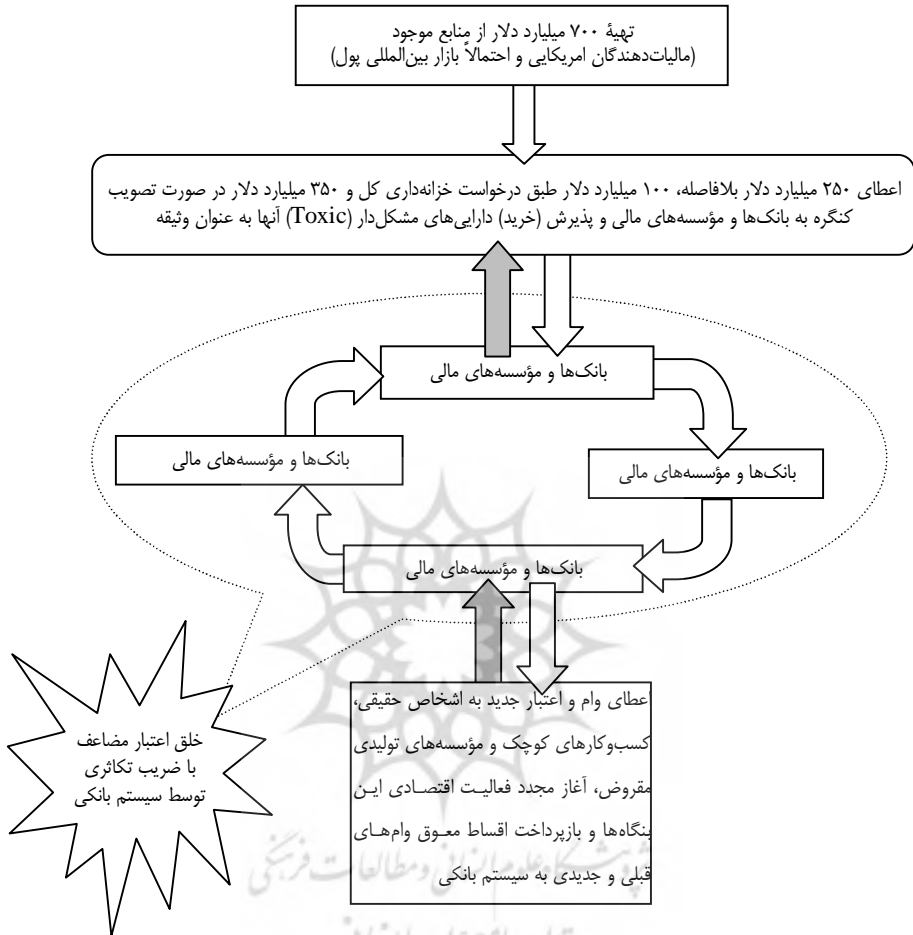 تهیهٔ ۷۰۰ میلیارد دلار از منابع موجود
(مالیات‌دهندگان امریکایی و احتمالاً بازار بین‌المللی پول)
اعطای ۲۵۰ میلیارد دلار بلافاصله، ۱۰۰ میلیارد دلار طبق درخواست خزانه‌داری کل و ۳۵۰ میلیارد دلار در صورت تصویب
کنگره به بانک‌ها و مؤسسه‌های مالی و پذیرش (خرید) دارایی‌های مشکل‌دار (Toxic) آنها به عنوان وثیقه
بانک‌ها و مؤسسه‌های مالی
بانک‌ها و مؤسسه‌های مالی
بانک‌ها و مؤسسه‌های مالی
بانک‌ها و مؤسسه‌های مالی
اعطای وام و اعتبار جدید به اشخاص حقیقی،
کسب‌وکارهای کوچک و مؤسسه‌های تولیدی
مقروض، آغاز مجدد فعالیت اقتصادی این
بنگاه‌ها و بازپرداخت اقساط معوق وام‌های
قبلی و جدیدی به سیستم بانکی
خلق اعتبار مضاعف
با ضریب تکاثری
توسط سیستم بانکی
پژوهشگاه علوم انسانی و مطالعات فرهنگی